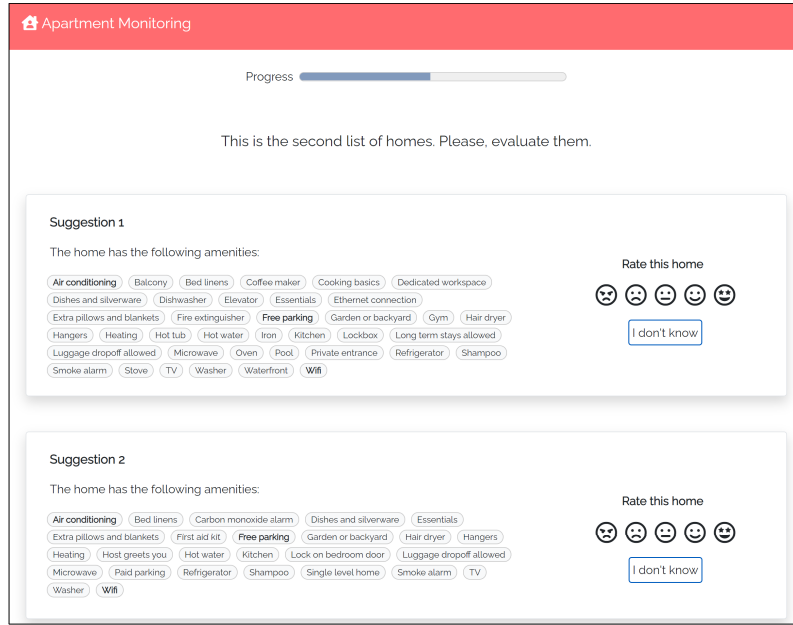 Apartment Monitoring
Progress
This is the second list of homes. Please, evaluate them.
Suggestion 1
The home has the following amenities:
Air conditioning Balcony Bed linens Coffee maker Cooking basics Dedicated workspace
Dishes and silverware Dishwasher Elevator Essentials Ethernet connection
Extra pillows and blankets Fire extinguisher Free parking Garden or backyard Gym Hair dryer
Hangers Heating Hot tub Hot water Iron Kitchen Lockbox Long term stays allowed
Luggage dropoff allowed Microwave Oven Pool Private entrance Refrigerator Shampoo
Smoke alarm Stove TV Washer Waterfront Wifi
Rate this home
I don't know
Suggestion 2
The home has the following amenities:
Air conditioning Bed linens Carbon monoxide alarm Dishes and silverware Essentials
Extra pillows and blankets First aid kit Free parking Garden or backyard Hair dryer Hangers
Heating Host greets you Hot water Kitchen Lock on bedroom door Luggage dropoff allowed
Microwave Paid parking Refrigerator Shampoo Single level home Smoke alarm TV
Washer Wifi
Rate this home
I don't know